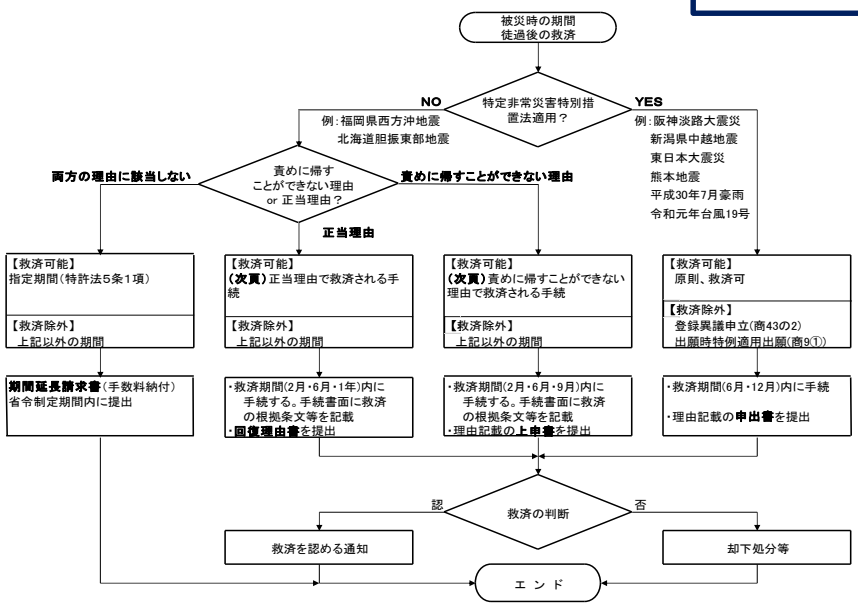 被災時の期間
徒過後の救済
特定非常災害特別措
置法適用？
NO
例：福岡県西方沖地震
北海道胆振東部地震
YES
例：阪神淡路大震災
新潟県中越地震
東日本大震災
熊本地震
平成30年7月豪雨
令和元年台風19号
責めに帰す
ことができない理由
or 正当理由？
両方の理由に該当しない
責めに帰すことができない理由
正当理由
【救済可能】
指定期間（特許法5条1項）
【救済除外】
上記以外の期間
【救済可能】
（次頁）正当理由で救済される手
続
【救済除外】
上記以外の期間
【救済可能】
（次頁）責めに帰すことができない
理由で救済される手続
【救済除外】
上記以外の期間
【救済可能】
原則、救済可
【救済除外】
登録異議申立（商43の2）
出願時特例適用出願（商9①）
期間延長請求書（手数料納付）
省令制定期間内に提出
・救済期間（2月・6月・1年）内に
手続する。手続書面に救済
の根拠条文等を記載
・回復理由書を提出
・救済期間（2月・6月・9月）内に
手続する。手続書面に救済
の根拠条文等を記載
・理由記載の上申書を提出
・救済期間（6月・12月）内に手続
・理由記載の申出書を提出
救済の判断
認
否
救済を認める通知
却下処分等
エンド